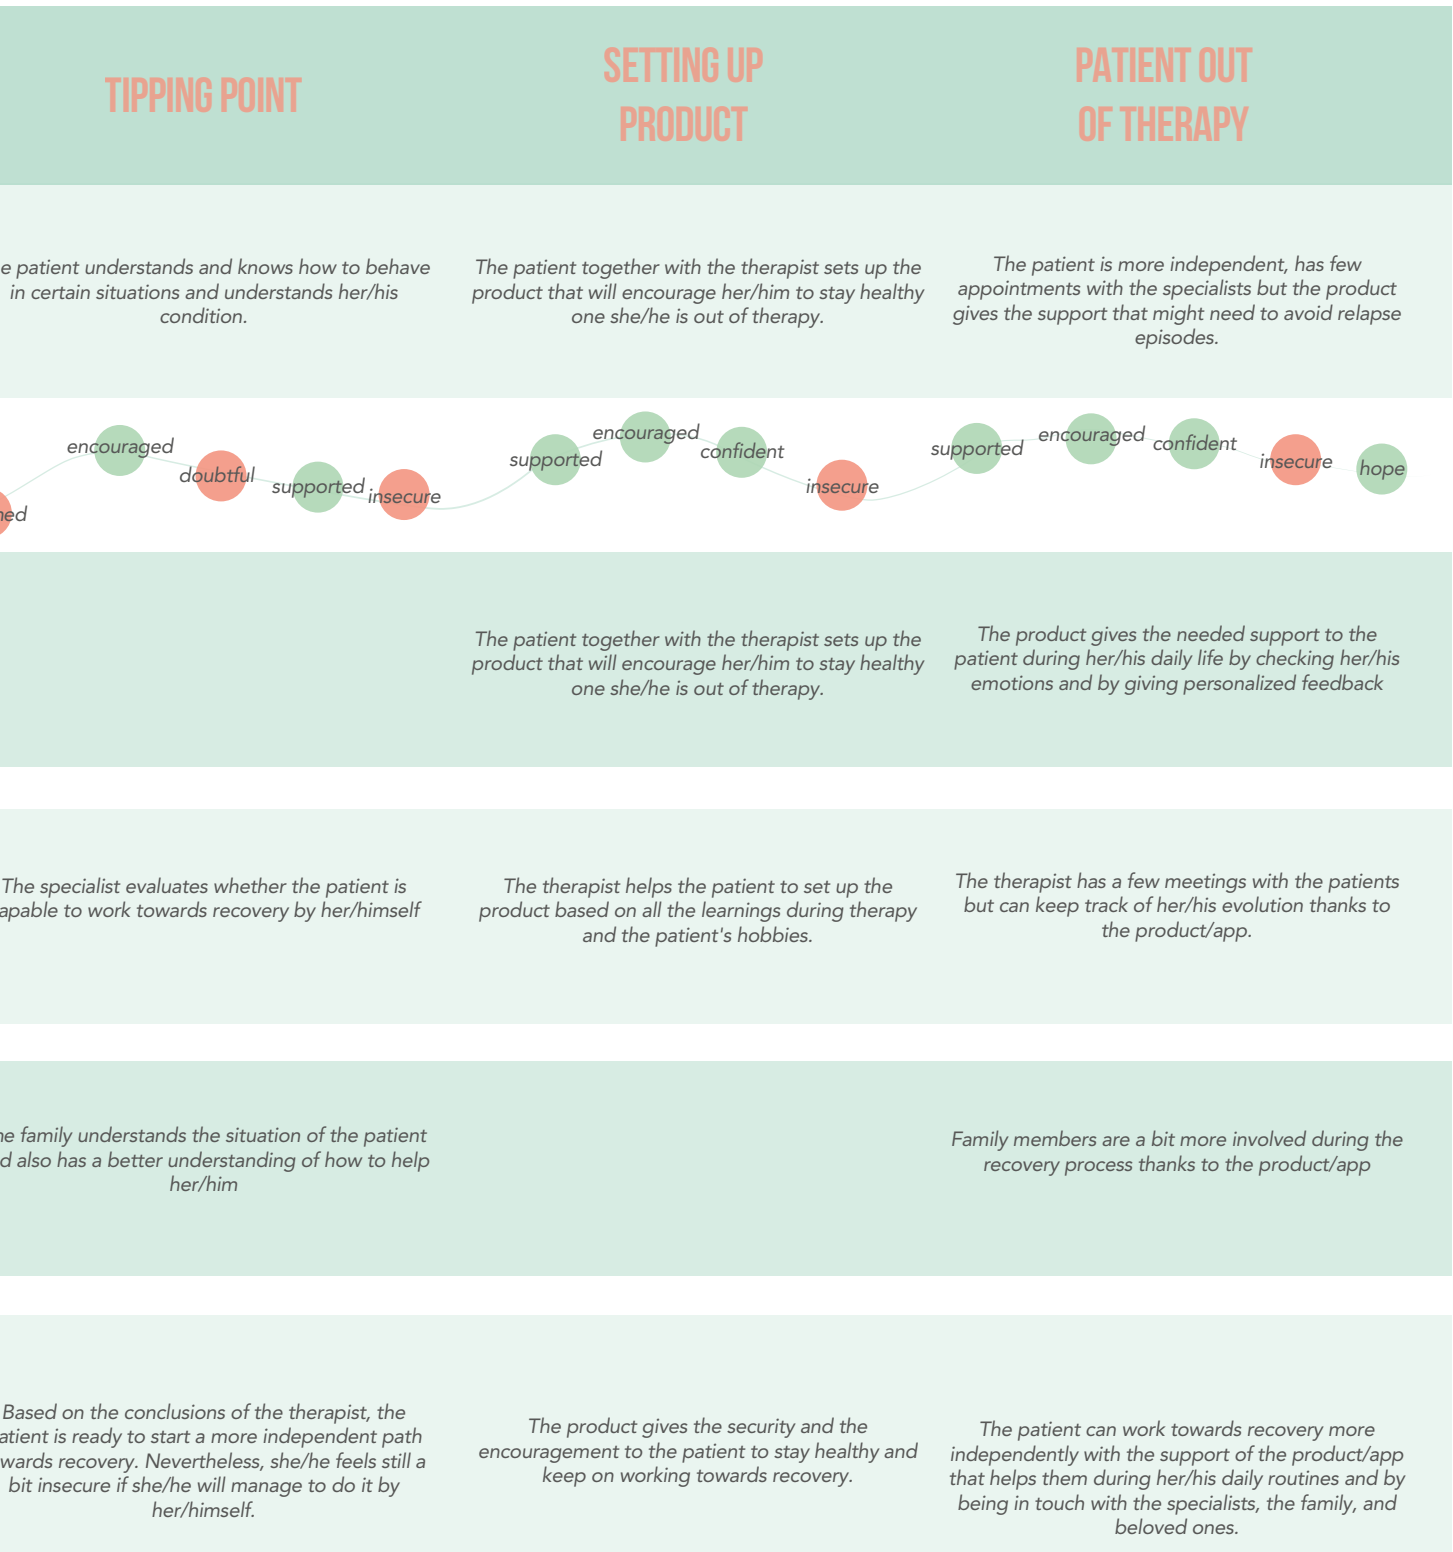 TIPPING POINT
SETTING UP
PRODUCT
PATIENT OUT
OF THERAPY
e patient understands and knows how to behave
in certain situations and understands her/his
condition.
The patient together with the therapist sets up the
product that will encourage her/him to stay healthy
one she/he is out of therapy.
The patient is more independent, has few
appointments with the specialists but the product
gives the support that might need to avoid relapse
episodes.
ned
encouraged
doubtful
supported
insecure
supported
encouraged
confident
insecure
supported
encouraged
confident
insecure
hope
The patient together with the therapist sets up the
product that will encourage her/him to stay healthy
one she/he is out of therapy.
The product gives the needed support to the
patient during her/his daily life by checking her/his
emotions and by giving personalized feedback
The specialist evaluates whether the patient is
apable to work towards recovery by her/himself
The therapist helps the patient to set up the
product based on all the learnings during therapy
and the patient's hobbies.
The therapist has a few meetings with the patients
but can keep track of her/his evolution thanks to
the product/app.
he family understands the situation of the patient
d also has a better understanding of how to help
her/him
Family members are a bit more involved during the
recovery process thanks to the product/app
Based on the conclusions of the therapist, the
atient is ready to start a more independent path
wards recovery. Nevertheless, she/he feels still a
bit insecure if she/he will manage to do it by
her/himself.
The product gives the security and the
encouragement to the patient to stay healthy and
keep on working towards recovery.
The patient can work towards recovery more
independently with the support of the product/app
that helps them during her/his daily routines and by
being in touch with the specialists, the family, and
beloved ones.